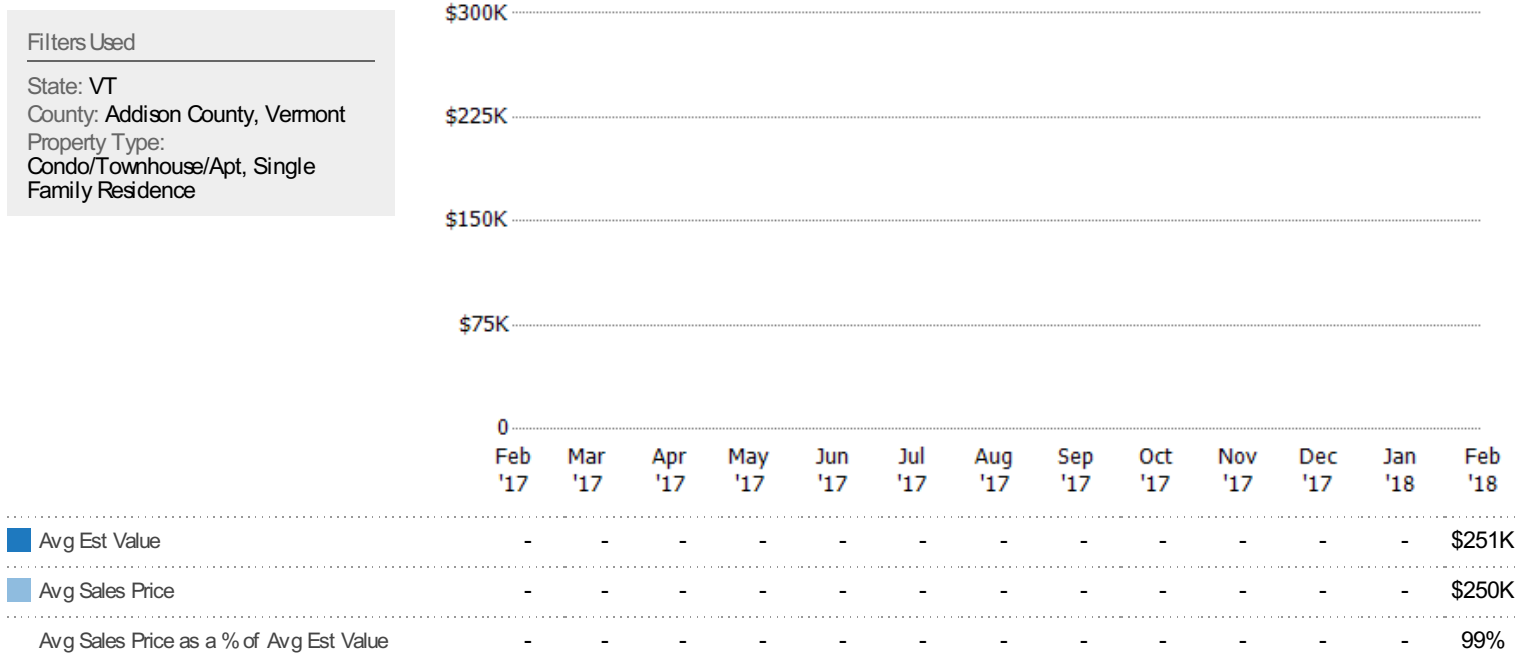 Filters Used
State: VT
County: Addison County, Vermont
Property Type:
Condo/Townhouse/Apt, Single
Family Residence
$300K
$225K
$150K
$75K
0
Feb Mar Apr May Jun Jul Aug Sep Oct Nov Dec Jan Feb
'17 '17 '17 '17 '17 '17 '17 '17 '17 '17 '17 '18 '18
Avg Est Value - - - - - - - - - - - - $251K
Avg Sales Price - - - - - - - - - - - - $250K
Avg Sales Price as a % of Avg Est Value - - - - - - - - - - - - 99%